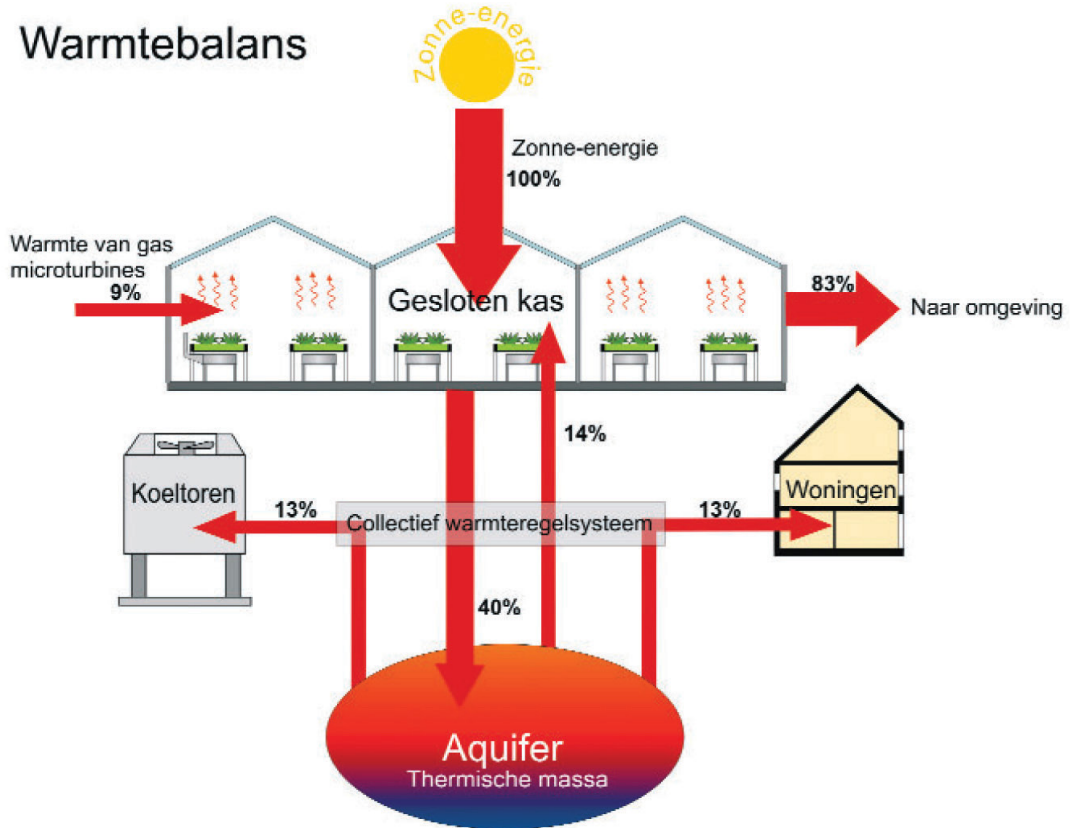 Warmtebalans
Zonne-energie
Zonne-energie
100%
Warmte van gas
microturbines
9%
Gesloten kas
83%
Naar omgeving
14%
Koeltoren
Woningen
13%
Collectief warmteregelsysteem
13%
40%
Aquifer
Thermische massa